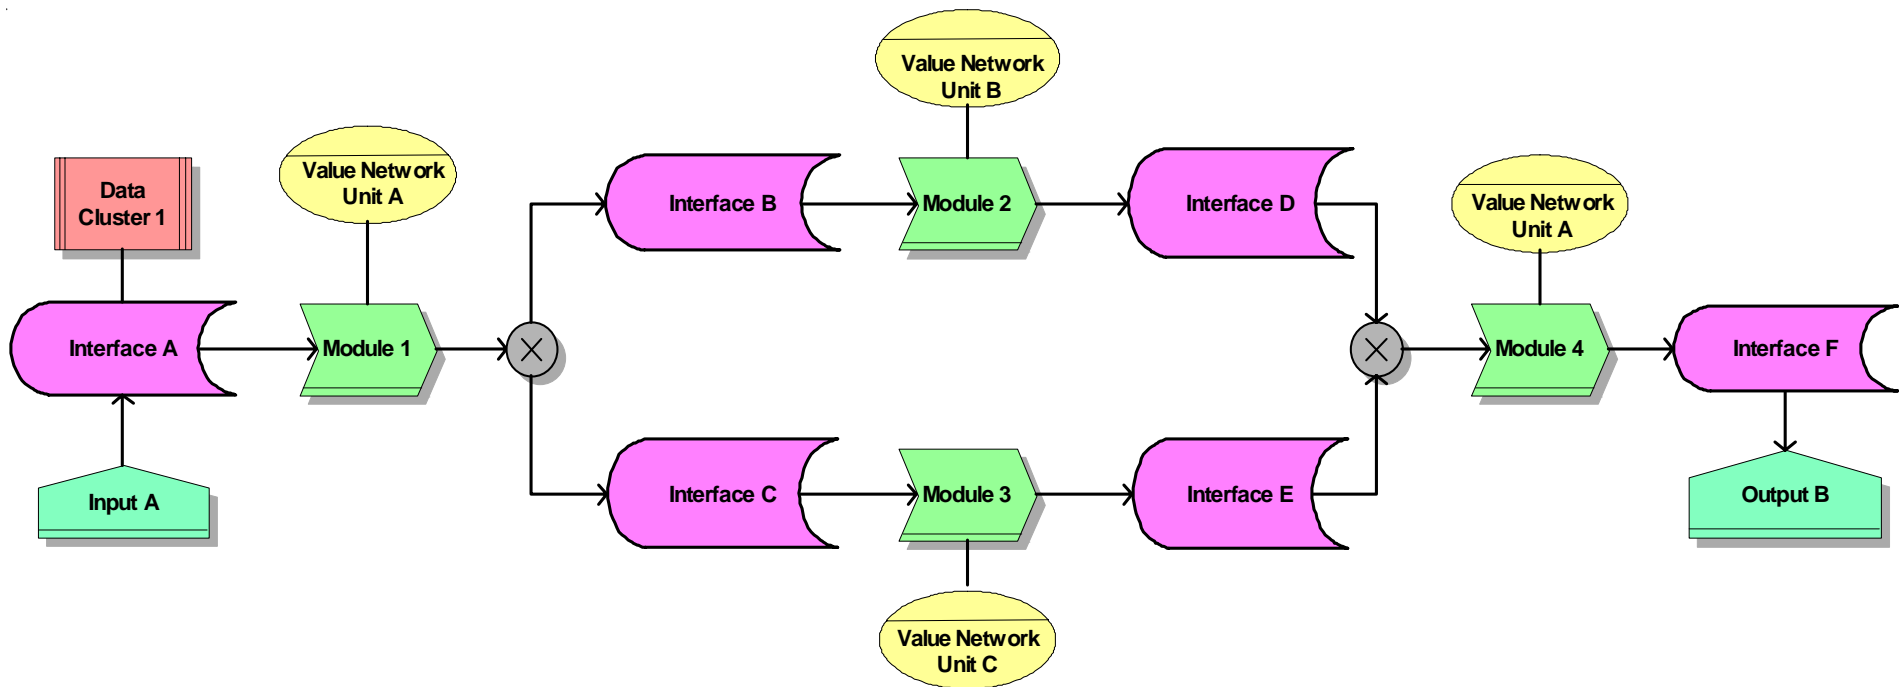 Value Network
Unit B
Value Network
Unit A
Data
Cluster 1
Interface B
Module 2
Interface D
Value Network
Unit A
Interface A
Module 1
Module 4
Interface F
Input A
Interface C
Module 3
Interface E
Output B
Value Network
Unit C